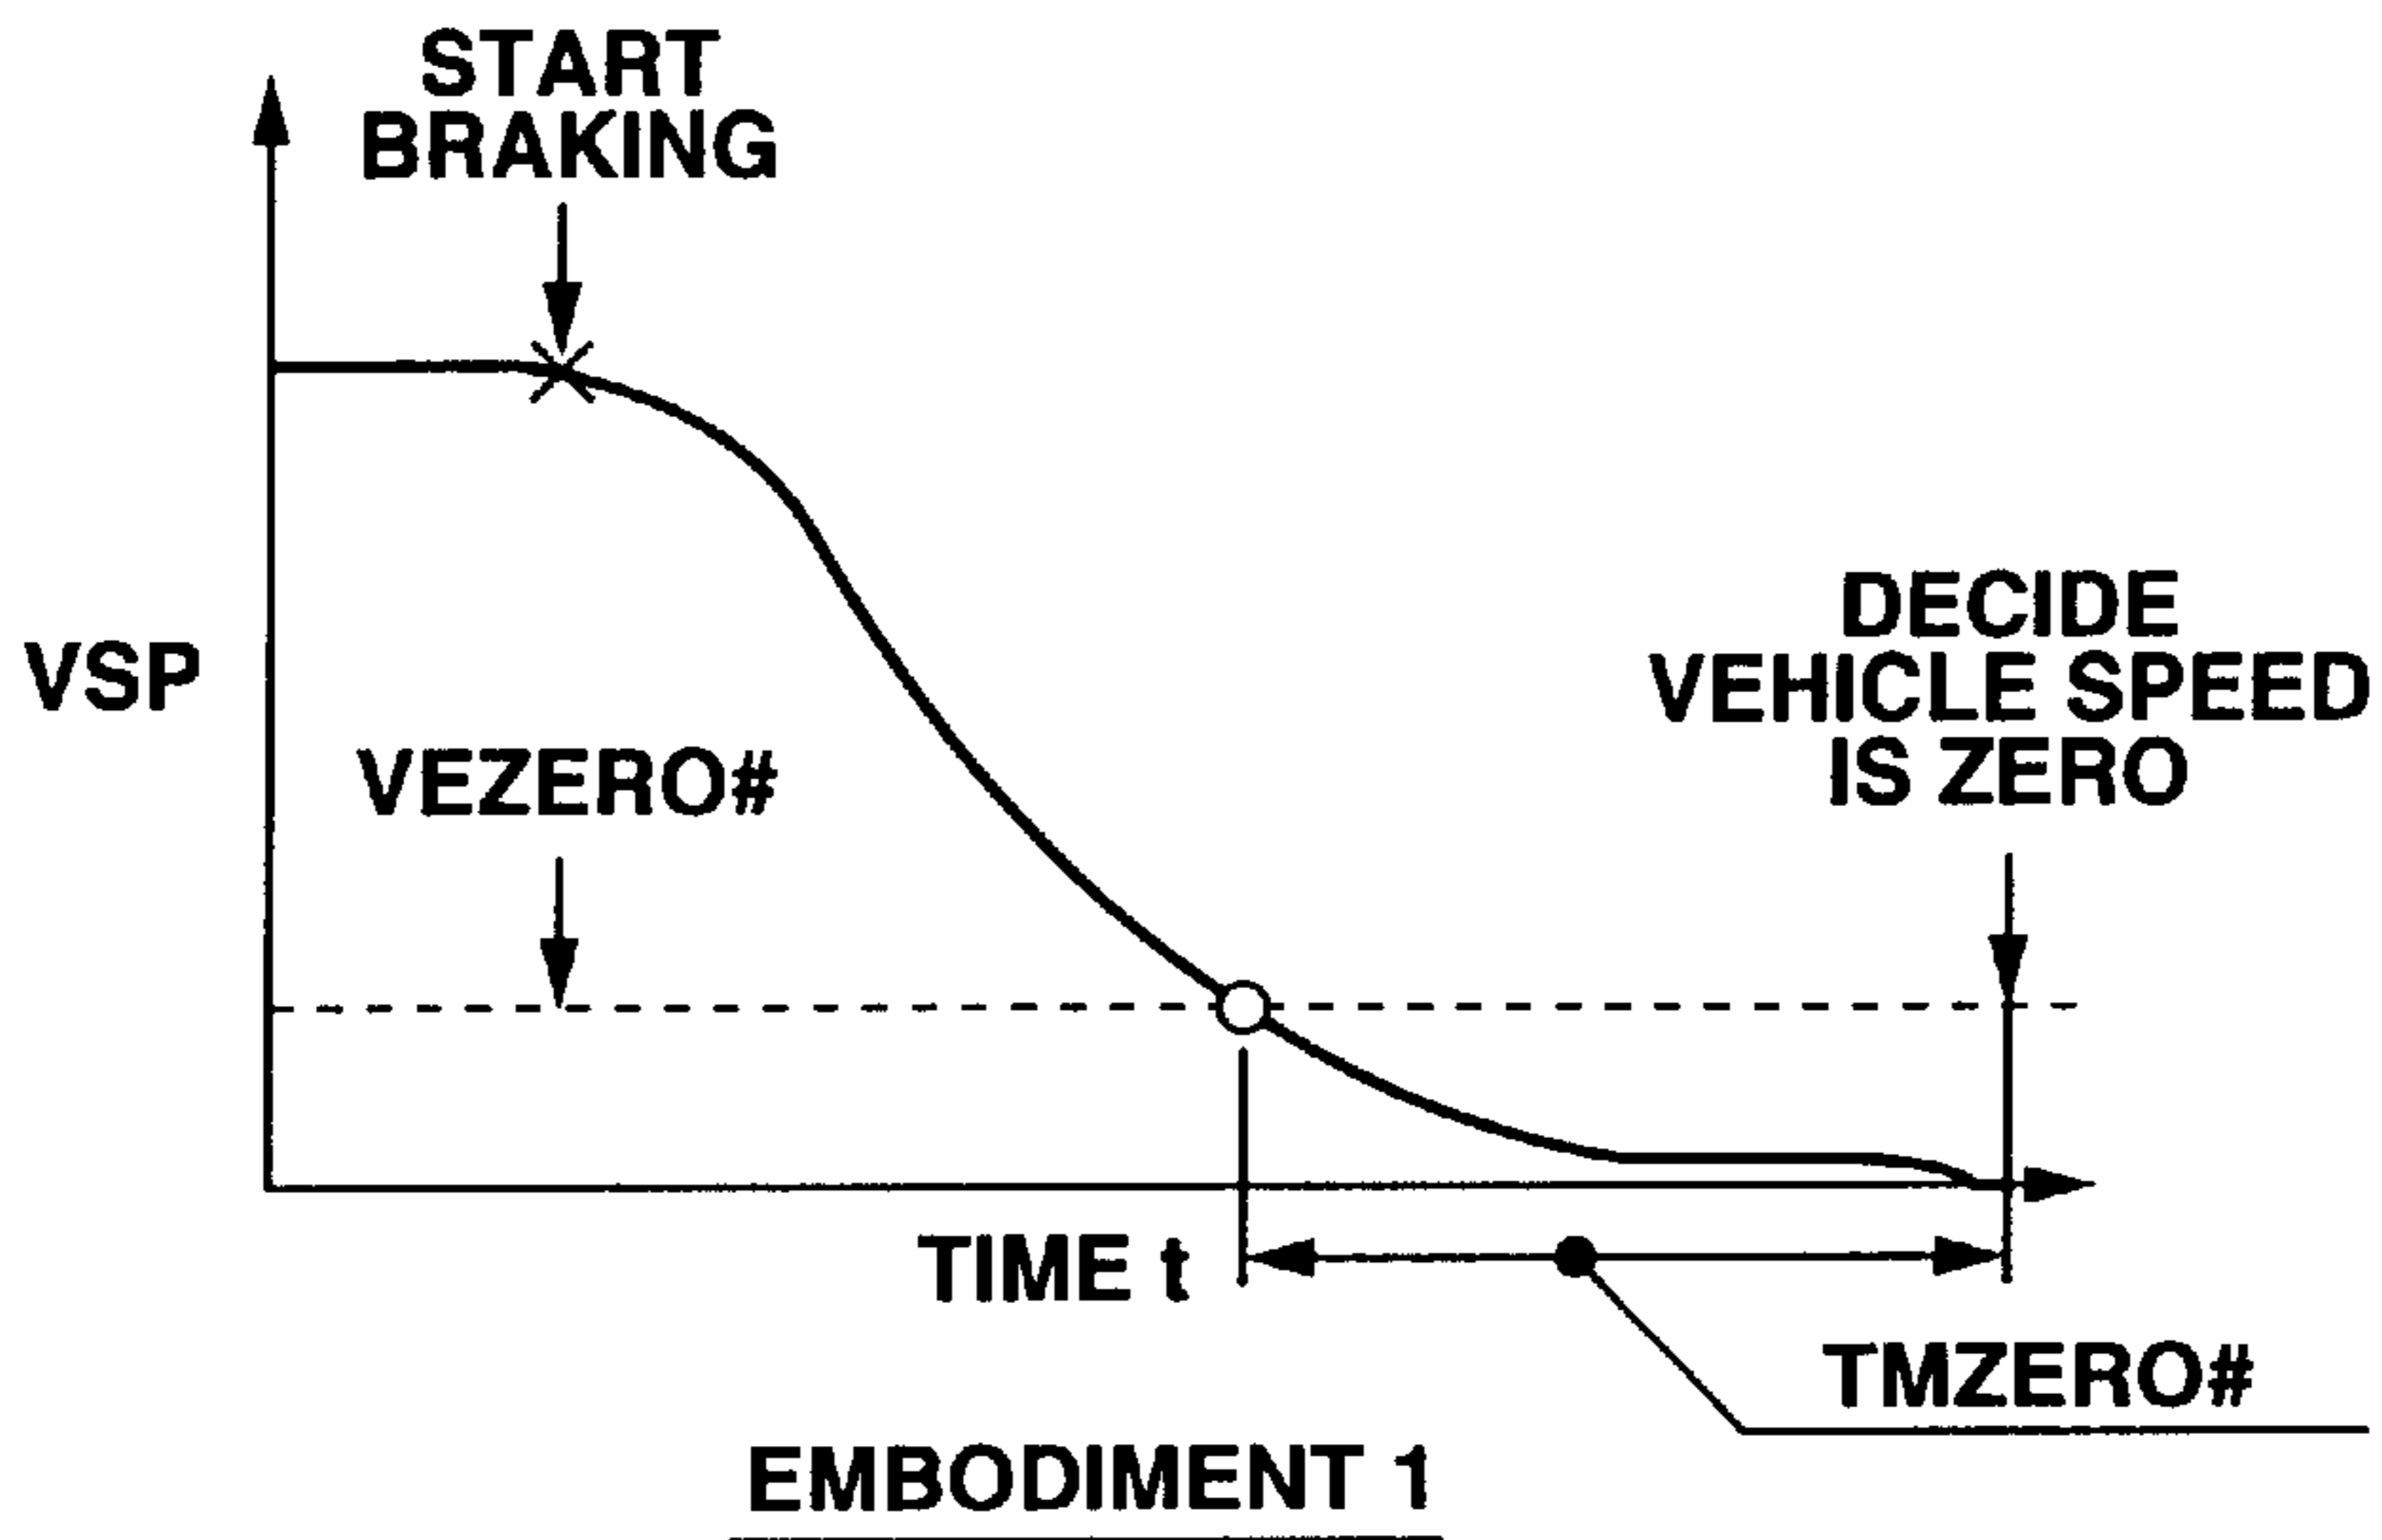 START
BRAKING
VSP
VEZERO#
DECIDE
VEHICLE SPEED
IS ZERO
TIME t
TMZERO#
EMBODIMENT 1